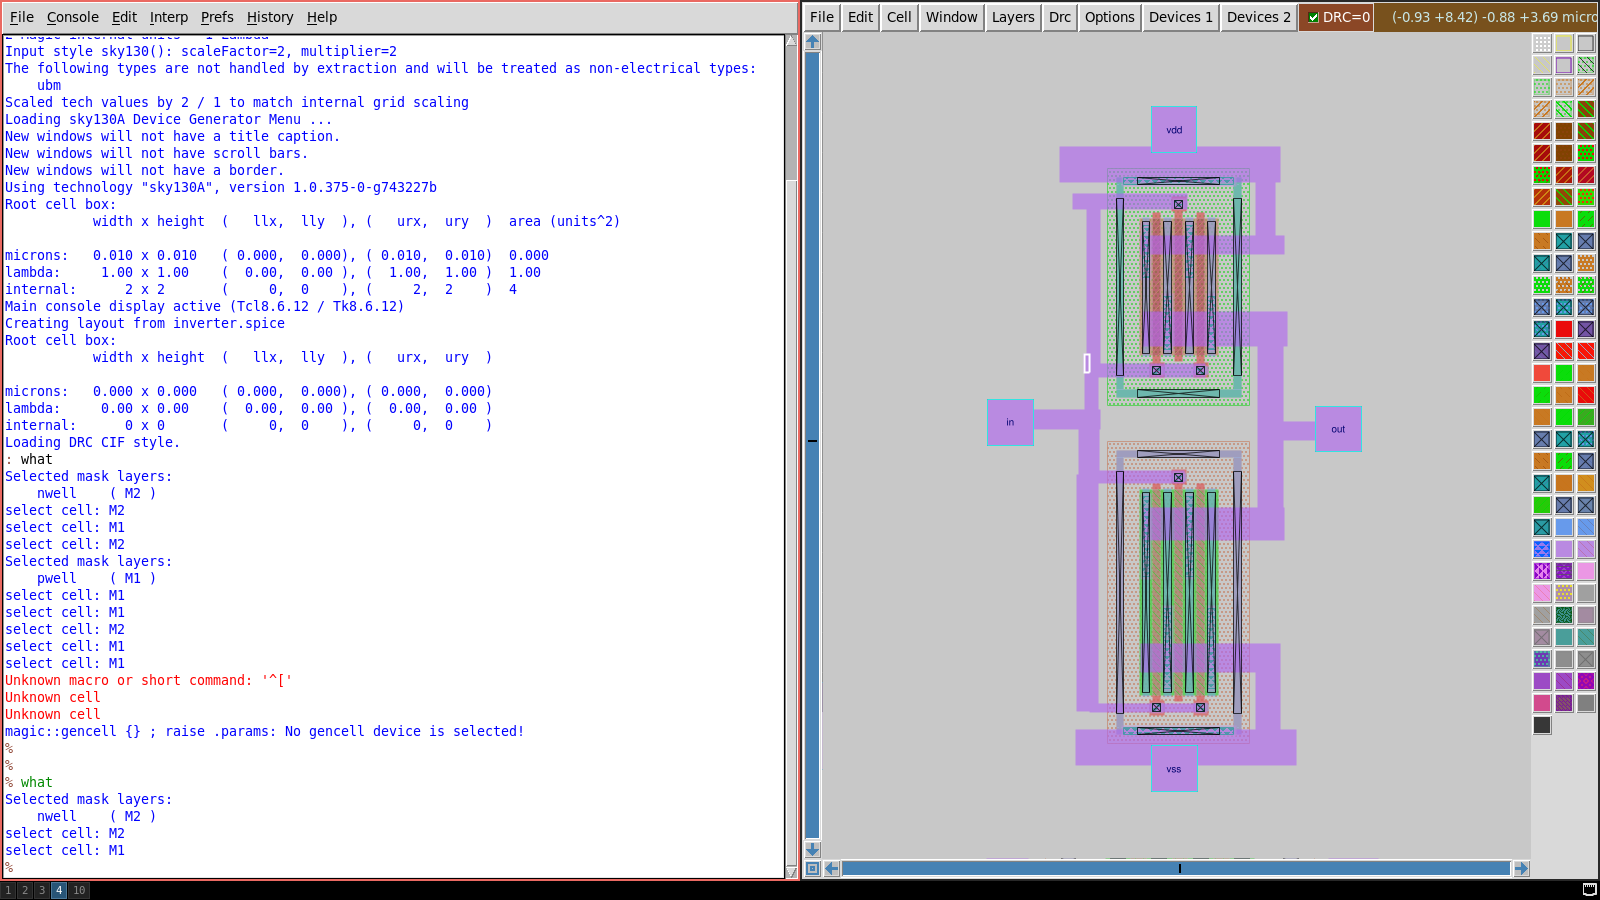 File Console Edit Interp Prefs History Help
2 Magic internal units = 1 Lambda
Input style sky130(): scaleFactor=2, multiplier=2
The following types are not handled by extraction and will be treated as non-electrical types:
ubm
Scaled tech values by 2 / 1 to match internal grid scaling
Loading sky130A Device Generator Menu ...
New windows will not have a title caption.
New windows will not have scroll bars.
New windows will not have a border.
Using technology "sky130A", version 1.0.375-0-g743227b
Root cell box:
width x height ( llx, lly ), ( urx, ury ) area (units^2)
microns: 0.010 x 0.010 ( 0.000, 0.000), ( 0.010, 0.010) 0.000
lambda: 1.00 x 1.00 ( 0.00, 0.00 ), ( 1.00, 1.00 ) 1.00
internal: 2 x 2 ( 0, 0 ), ( 2, 2 ) 4
Main console display active (Tcl8.6.12 / Tk8.6.12)
Creating layout from inverter.spice
Root cell box:
width x height ( llx, lly ), ( urx, ury )
microns: 0.000 x 0.000 ( 0.000, 0.000), ( 0.000, 0.000)
lambda: 0.00 x 0.00 ( 0.00, 0.00 ), ( 0.00, 0.00 )
internal: 0 x 0 ( 0, 0 ), ( 0, 0 )
Loading DRC CIF style.
: what
Selected mask layers:
nwell ( M2 )
select cell: M2
select cell: M1
select cell: M2
Selected mask layers:
pwell ( M1 )
select cell: M1
select cell: M1
select cell: M2
select cell: M1
select cell: M1
Unknown macro or short command: '^['
Unknown cell
Unknown cell
magic::gencell {} ; raise .params: No gencell device is selected!
%
%
% what
Selected mask layers:
nwell ( M2 )
select cell: M2
select cell: M1
%
1 2 3 4 10
File Edit Cell Window Layers Drc Options Devices 1 Devices 2 DRC=0 (-0.93 +8.42) -0.88 +3.69 micro
vdd
in
out
vss